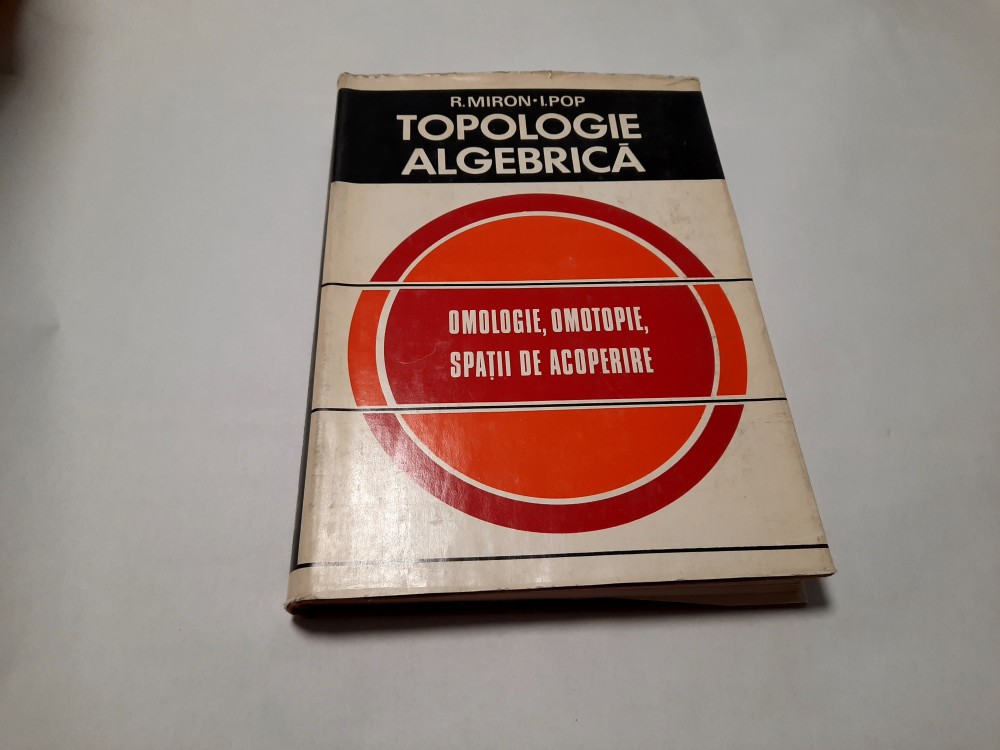 R. MIRON · I. POP
TOPOLOGIE
ALGEBRICĂ
OMOLOGIE, OMOTOPIE,
SPAȚII DE ACOPERIRE